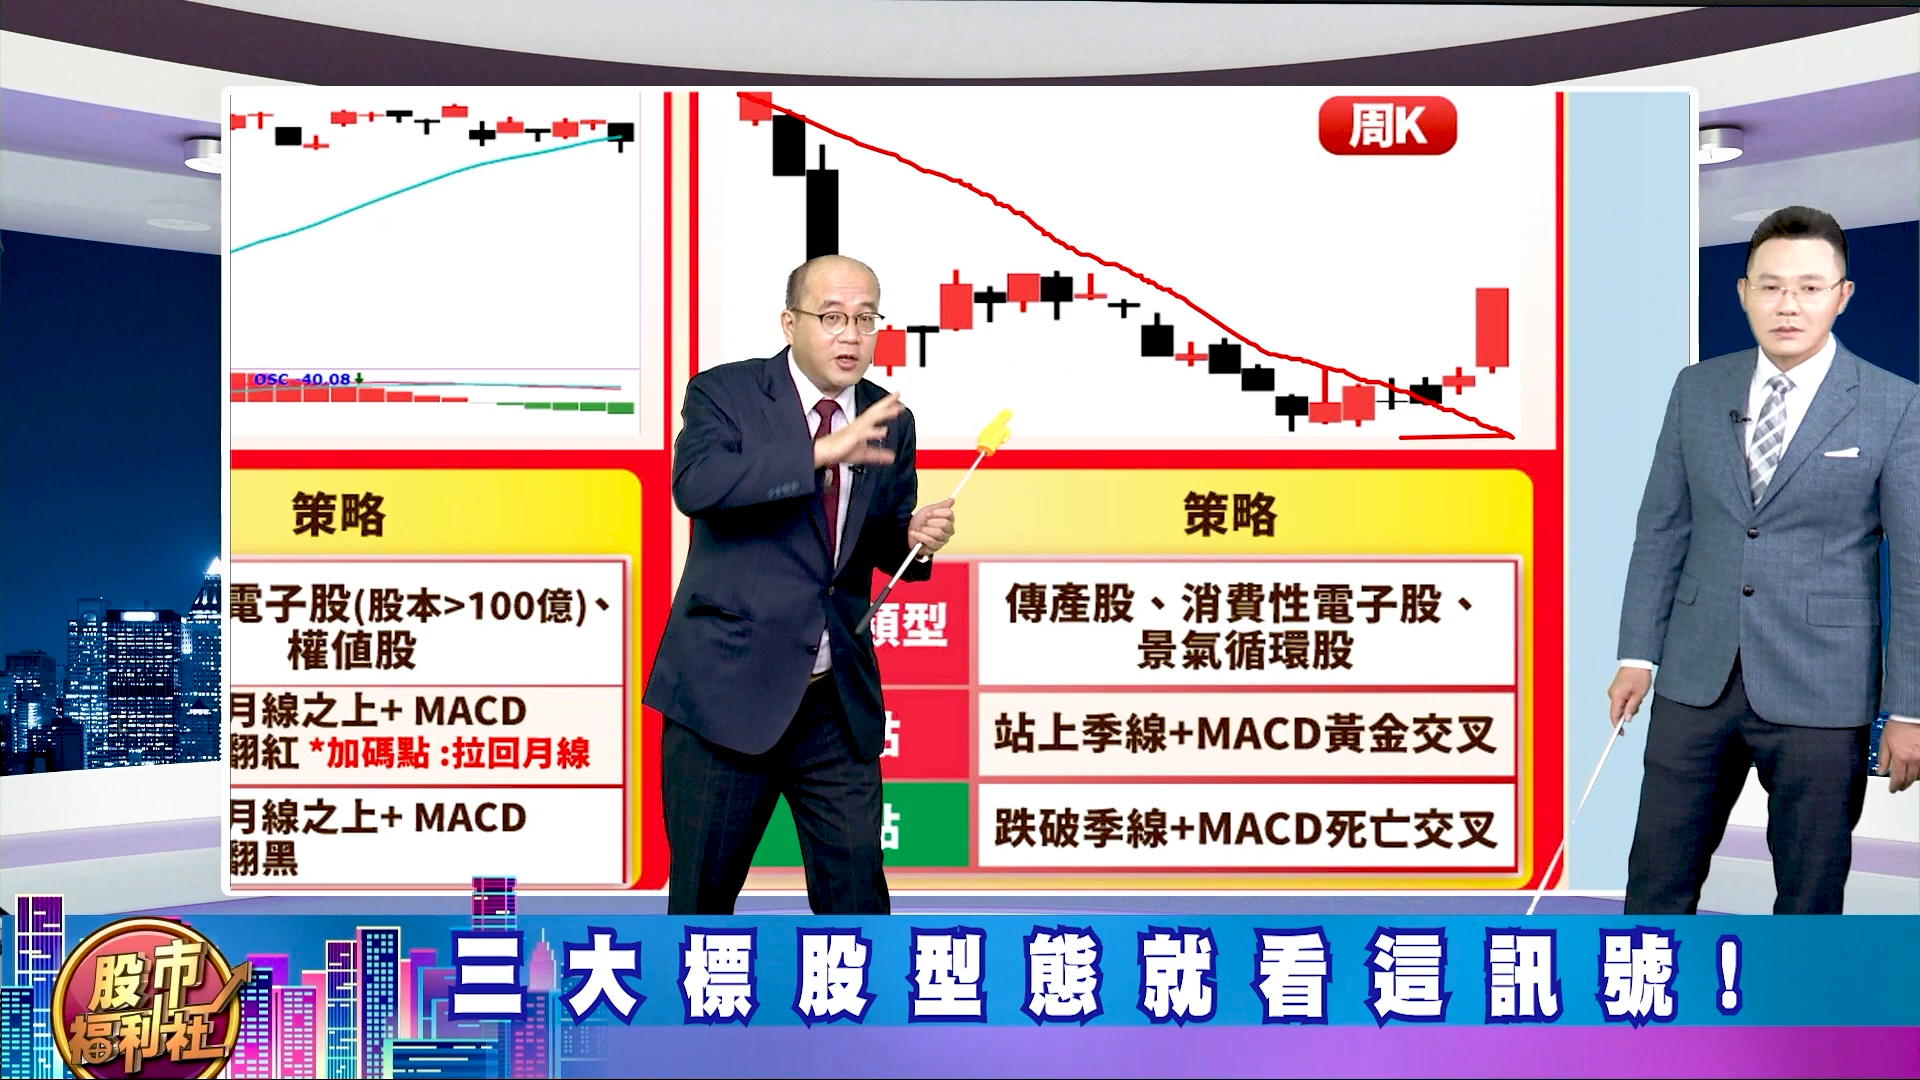 周K
OSC -40.08
策略
電子股(股本>100億)、
權值股
月線之上+ MACD
翻紅 *加碼點:拉回月線
月線之上+ MACD
翻黑
策略
類型
傳產股、消費性電子股、
景氣循環股
點
站上季線+MACD黃金交叉
點
跌破季線+MACD死亡交叉
三大標股型態就看這訊號!
股市
福利社